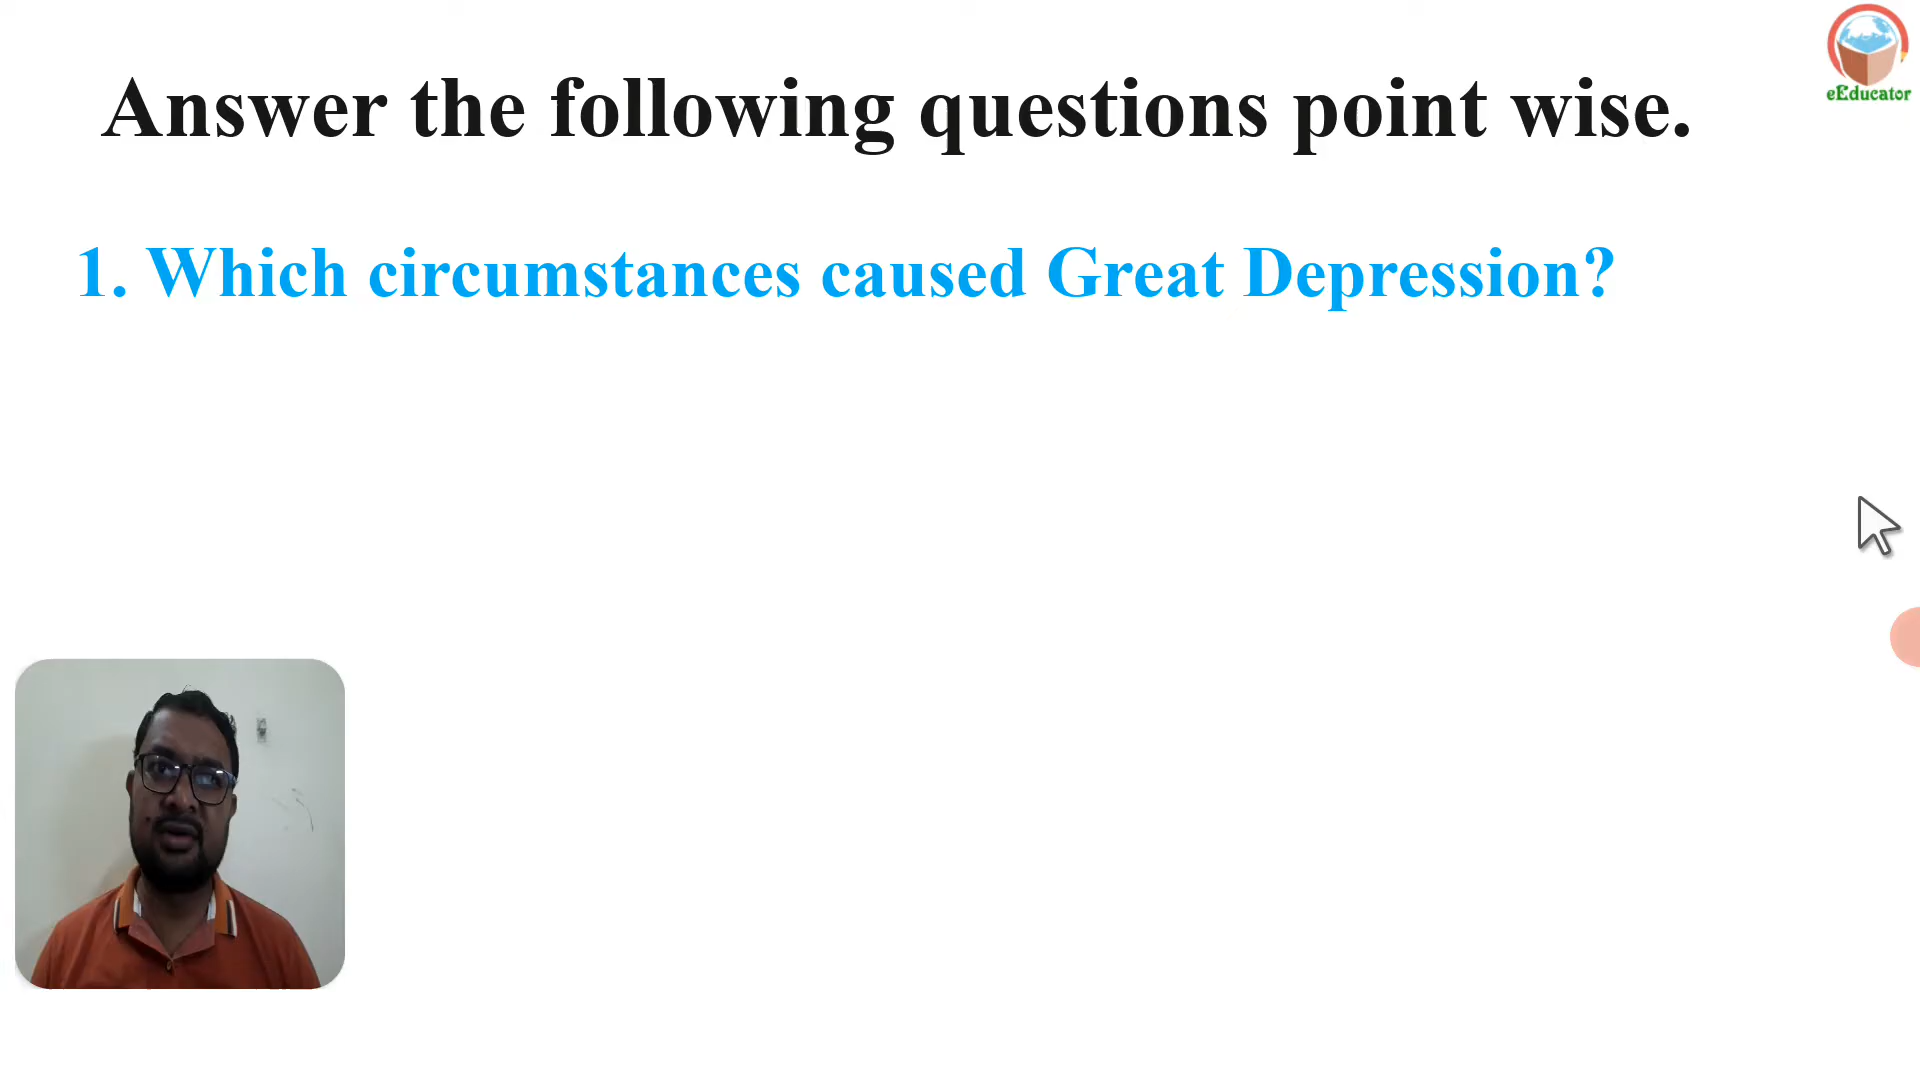 eEducator
Answer the following questions point wise.
1. Which circumstances caused Great Depression?